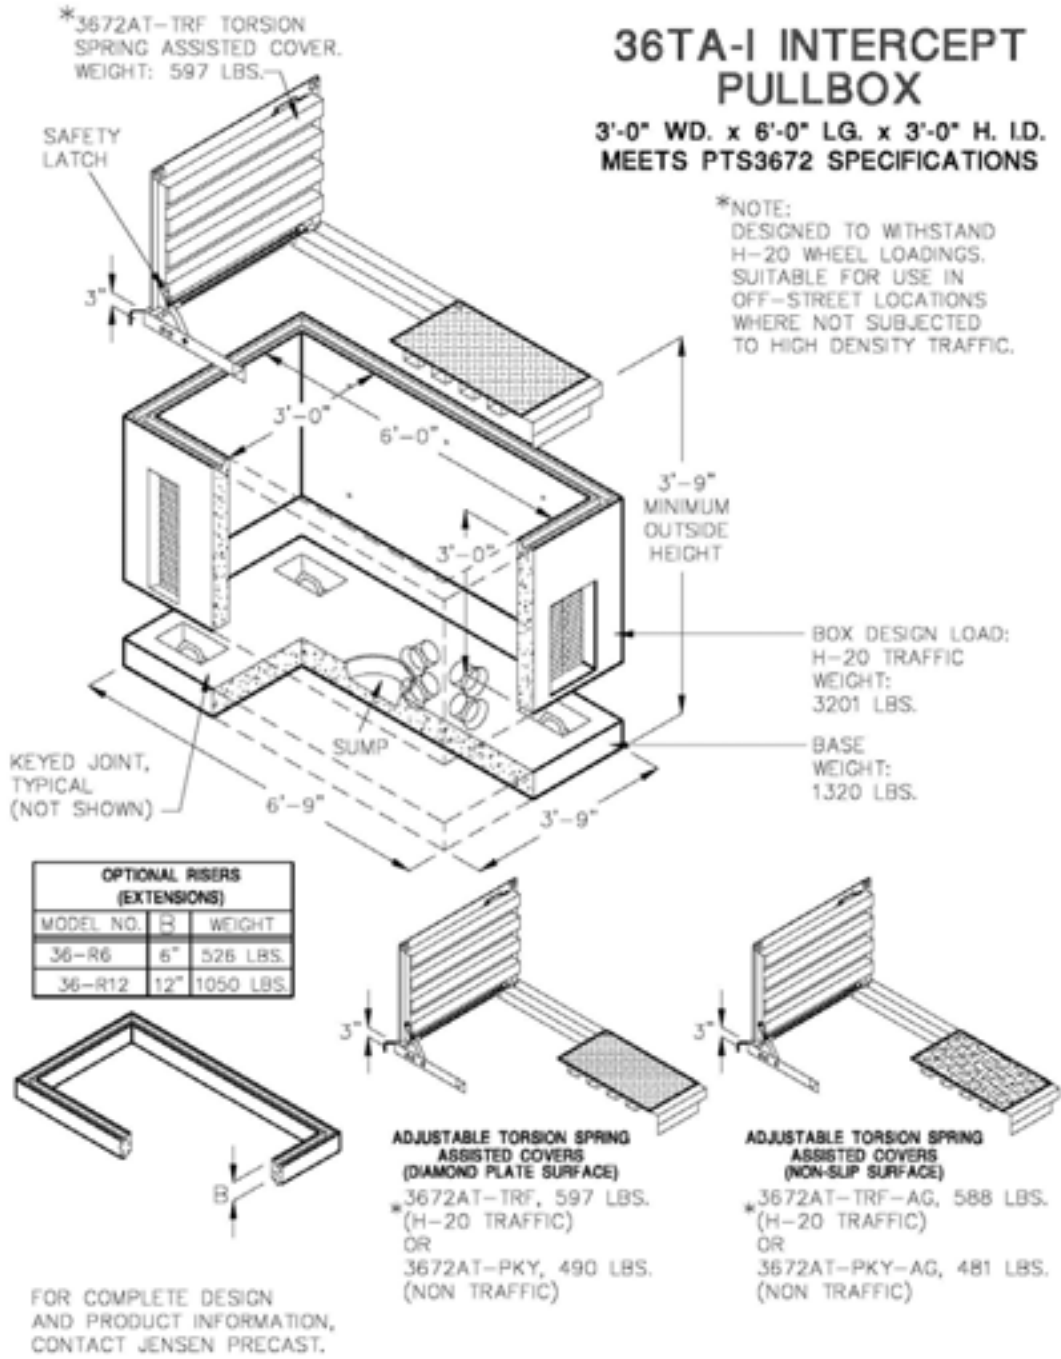 *3672AT-TRF TORSION
SPRING ASSISTED COVER.
WEIGHT: 597 LBS.
36TA-I INTERCEPT
PULLBOX
3'-0" WD. x 6'-0" LG. x 3'-0" H. I.D.
MEETS PTS3672 SPECIFICATIONS
SAFETY
LATCH
*NOTE:
DESIGNED TO WITHSTAND
H-20 WHEEL LOADINGS.
SUITABLE FOR USE IN
OFF-STREET LOCATIONS
WHERE NOT SUBJECTED
TO HIGH DENSITY TRAFFIC.
3"
3'-0"
6'-0"
3'-9"
MINIMUM
OUTSIDE
HEIGHT
3'-0"
BOX DESIGN LOAD:
H-20 TRAFFIC
WEIGHT:
3201 LBS.
SUMP
BASE
WEIGHT:
1320 LBS.
KEYED JOINT,
TYPICAL
(NOT SHOWN)
6'-9"
3'-9"
OPTIONAL RISERS
(EXTENSIONS)
MODEL NO. B WEIGHT
36-R6 6" 526 LBS.
36-R12 12" 1050 LBS.
B
3"
3"
ADJUSTABLE TORSION SPRING
ASSISTED COVERS
(DIAMOND PLATE SURFACE)
*3672AT-TRF, 597 LBS.
(H-20 TRAFFIC)
OR
3672AT-PKY, 490 LBS.
(NON TRAFFIC)
ADJUSTABLE TORSION SPRING
ASSISTED COVERS
(NON-SLIP SURFACE)
*3672AT-TRF-AG, 588 LBS.
(H-20 TRAFFIC)
OR
3672AT-PKY-AG, 481 LBS.
(NON TRAFFIC)
FOR COMPLETE DESIGN
AND PRODUCT INFORMATION,
CONTACT JENSEN PRECAST.